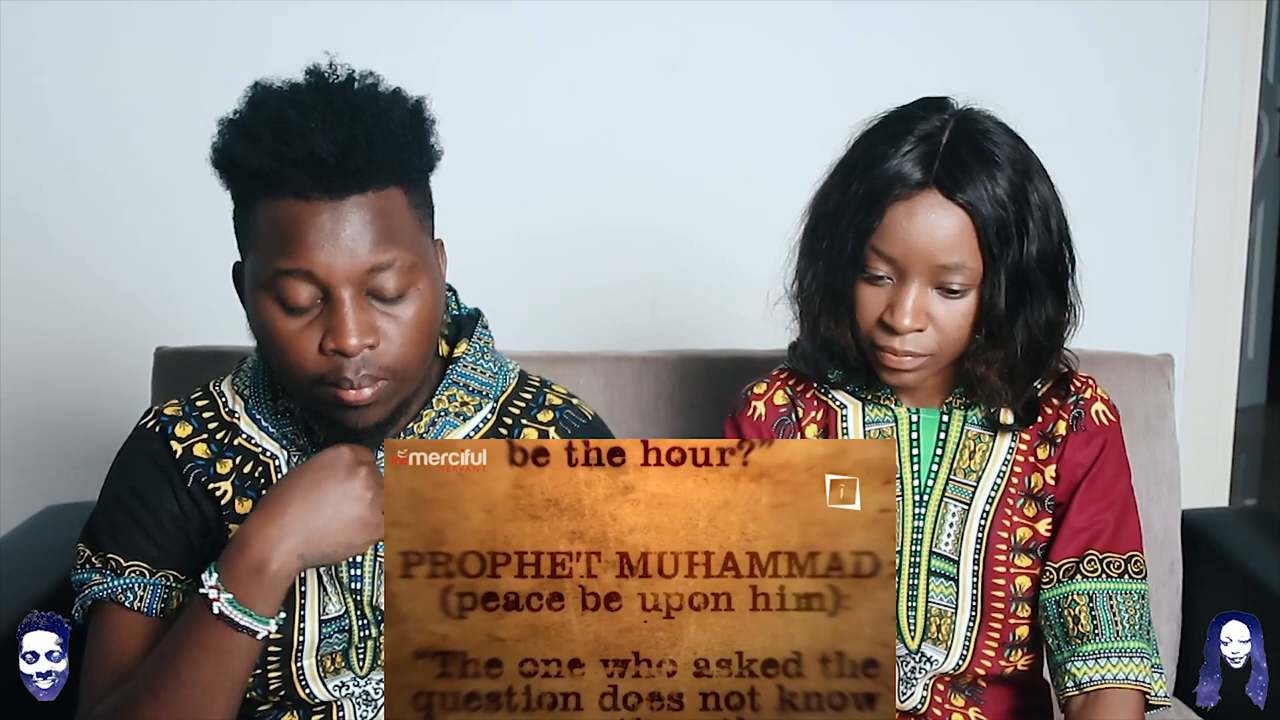 merciful
SERVANT
be the hour?"
PROPHET MUHAMMAD
(peace be upon him)
"The one who asked the
question does not know